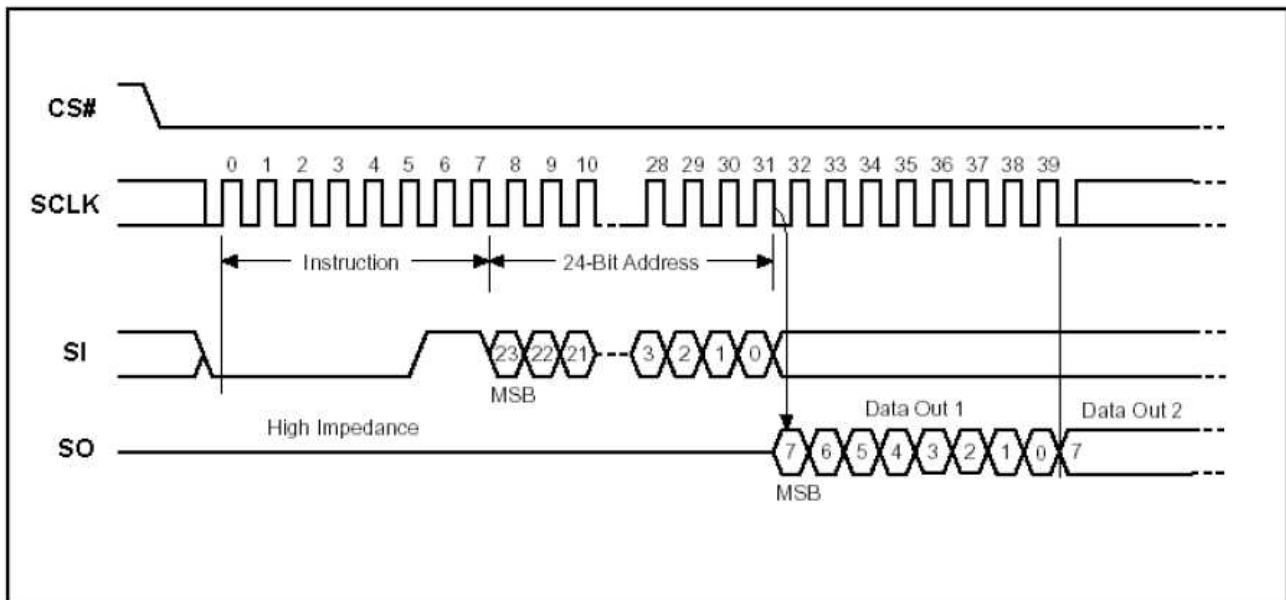 CS#
0 1 2 3 4 5 6 7 8 9 10 28 29 30 31 32 33 34 35 36 37 38 39
SCLK
Instruction 24-Bit Address
SI 23 22 21 3 2 1 0
MSB
High Impedance Data Out 1 Data Out 2
SO 7 6 5 4 3 2 1 0 7
MSB